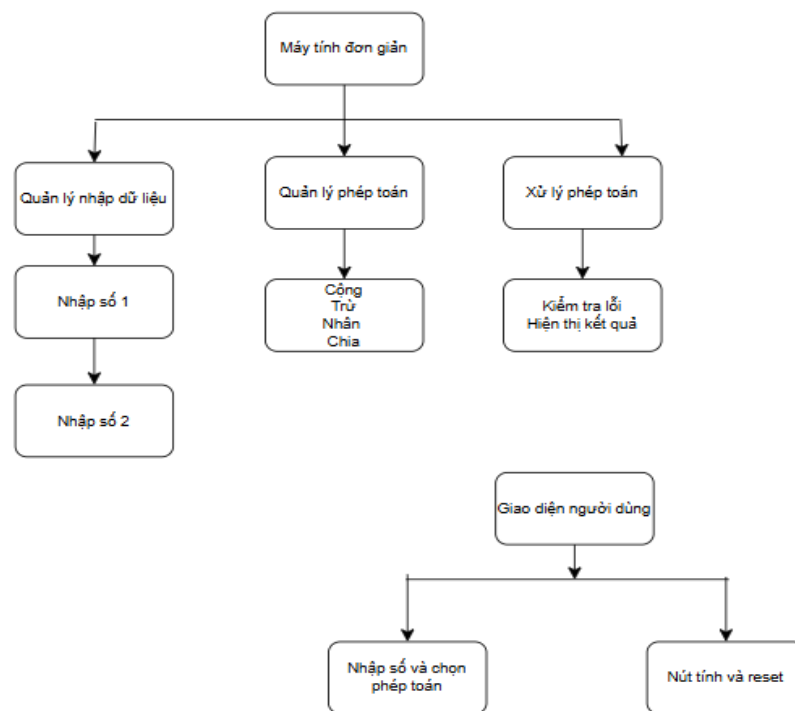 Máy tính đơn giản
Quản lý nhập dữ liệu
Quản lý phép toán
Xử lý phép toán
Nhập số 1
Cộng
Trừ
Nhân
Chia
Kiểm tra lỗi
Hiện thị kết quả
Nhập số 2
Giao diện người dùng
Nhập số và chọn
phép toán
Nút tính và reset